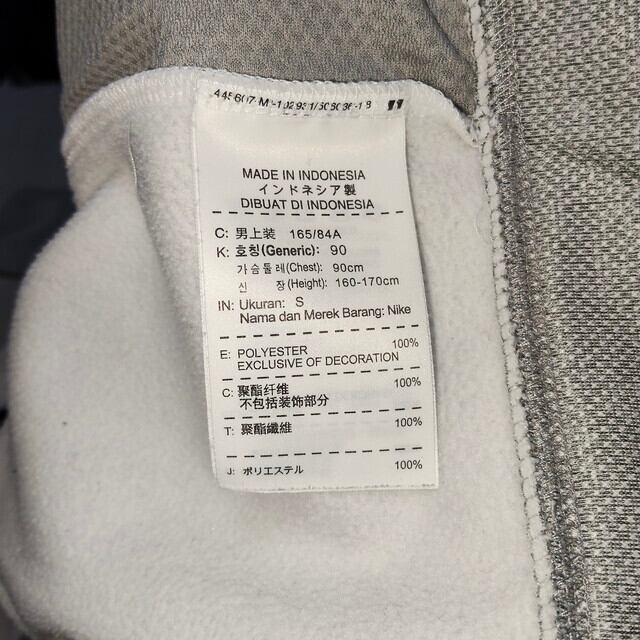 MADE IN INDONESIA
インドネシア製
DIBUAT DI INDONESIA
C: 男上装 165/84A
K: 호칭(Generic): 90
가슴둘레(Chest): 90cm
신 장(Height): 160-170cm
IN: Ukuran: S
Nama dan Merek Barang: Nike
E: POLYESTER 100%
EXCLUSIVE OF DECORATION
C: 聚酯纤维 100%
不包括装饰部分
T: 聚酯纖維 100%
J: ポリエステル 100%